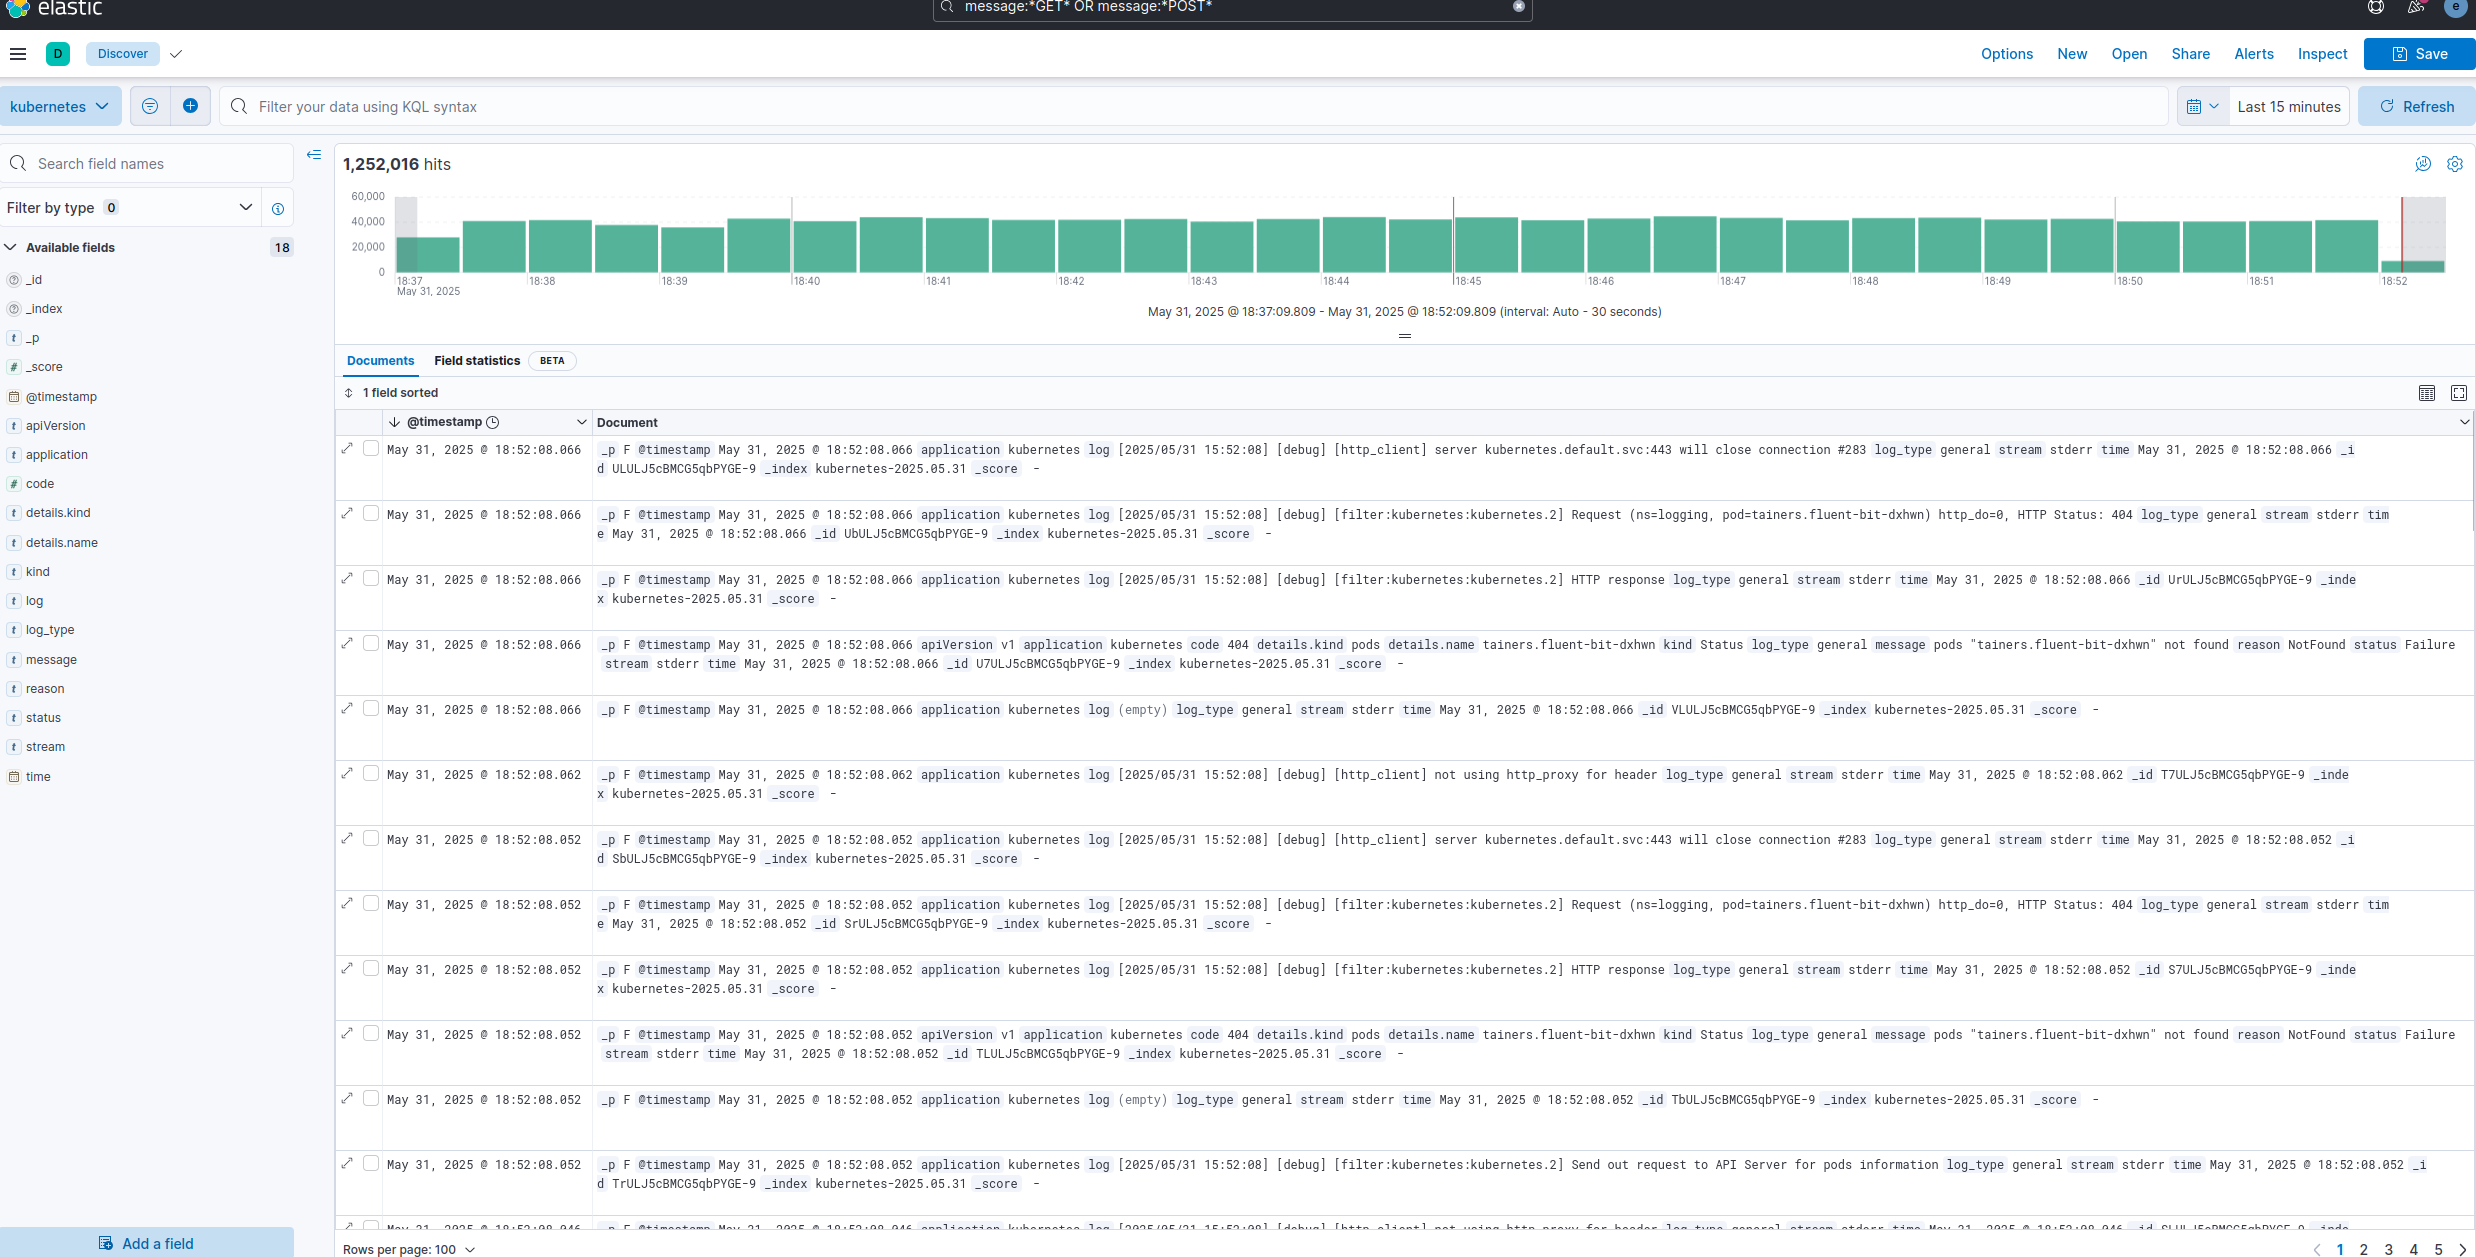 elastic
message:*GET* OR message:*POST*
e
D
Discover
Options
New
Open
Share
Alerts
Inspect
Save
kubernetes
Filter your data using KQL syntax
Last 15 minutes
Refresh
Search field names
Filter by type 0
Available fields
18
_id
_index
_p
_score
@timestamp
apiVersion
application
code
details.kind
details.name
kind
log
log_type
message
reason
status
stream
time
Add a field
1,252,016 hits
60,000
40,000
20,000
0
18:37
May 31, 2025
18:38
18:39
18:40
18:41
18:42
18:43
18:44
18:45
18:46
18:47
18:48
18:49
18:50
18:51
18:52
May 31, 2025 @ 18:37:09.809 - May 31, 2025 @ 18:52:09.809 (interval: Auto - 30 seconds)
Documents
Field statistics
BETA
1 field sorted
@timestamp
Document
May 31, 2025 @ 18:52:08.066
_p F @timestamp May 31, 2025 @ 18:52:08.066 application kubernetes log [2025/05/31 15:52:08] [debug] [http_client] server kubernetes.default.svc:443 will close connection #283 log_type general stream stderr time May 31, 2025 @ 18:52:08.066 _i
d ULULJ5cBMCG5qbPYGE-9 _index kubernetes-2025.05.31 _score -
May 31, 2025 @ 18:52:08.066
_p F @timestamp May 31, 2025 @ 18:52:08.066 application kubernetes log [2025/05/31 15:52:08] [debug] [filter:kubernetes:kubernetes.2] Request (ns=logging, pod=tainers.fluent-bit-dxhwn) http_do=0, HTTP Status: 404 log_type general stream stderr tim
e May 31, 2025 @ 18:52:08.066 _id UbULJ5cBMCG5qbPYGE-9 _index kubernetes-2025.05.31 _score -
May 31, 2025 @ 18:52:08.066
_p F @timestamp May 31, 2025 @ 18:52:08.066 application kubernetes log [2025/05/31 15:52:08] [debug] [filter:kubernetes:kubernetes.2] HTTP response log_type general stream stderr time May 31, 2025 @ 18:52:08.066 _id UrULJ5cBMCG5qbPYGE-9 _inde
x kubernetes-2025.05.31 _score -
May 31, 2025 @ 18:52:08.066
_p F @timestamp May 31, 2025 @ 18:52:08.066 apiVersion v1 application kubernetes code 404 details.kind pods details.name tainers.fluent-bit-dxhwn kind Status log_type general message pods "tainers.fluent-bit-dxhwn" not found reason NotFound status Failure
stream stderr time May 31, 2025 @ 18:52:08.066 _id U7ULJ5cBMCG5qbPYGE-9 _index kubernetes-2025.05.31 _score -
May 31, 2025 @ 18:52:08.066
_p F @timestamp May 31, 2025 @ 18:52:08.066 application kubernetes log (empty) log_type general stream stderr time May 31, 2025 @ 18:52:08.066 _id VLULJ5cBMCG5qbPYGE-9 _index kubernetes-2025.05.31 _score -
May 31, 2025 @ 18:52:08.062
_p F @timestamp May 31, 2025 @ 18:52:08.062 application kubernetes log [2025/05/31 15:52:08] [debug] [http_client] not using http_proxy for header log_type general stream stderr time May 31, 2025 @ 18:52:08.062 _id T7ULJ5cBMCG5qbPYGE-9 _inde
x kubernetes-2025.05.31 _score -
May 31, 2025 @ 18:52:08.052
_p F @timestamp May 31, 2025 @ 18:52:08.052 application kubernetes log [2025/05/31 15:52:08] [debug] [http_client] server kubernetes.default.svc:443 will close connection #283 log_type general stream stderr time May 31, 2025 @ 18:52:08.052 _i
d SbULJ5cBMCG5qbPYGE-9 _index kubernetes-2025.05.31 _score -
May 31, 2025 @ 18:52:08.052
_p F @timestamp May 31, 2025 @ 18:52:08.052 application kubernetes log [2025/05/31 15:52:08] [debug] [filter:kubernetes:kubernetes.2] Request (ns=logging, pod=tainers.fluent-bit-dxhwn) http_do=0, HTTP Status: 404 log_type general stream stderr tim
e May 31, 2025 @ 18:52:08.052 _id SrULJ5cBMCG5qbPYGE-9 _index kubernetes-2025.05.31 _score -
May 31, 2025 @ 18:52:08.052
_p F @timestamp May 31, 2025 @ 18:52:08.052 application kubernetes log [2025/05/31 15:52:08] [debug] [filter:kubernetes:kubernetes.2] HTTP response log_type general stream stderr time May 31, 2025 @ 18:52:08.052 _id S7ULJ5cBMCG5qbPYGE-9 _inde
x kubernetes-2025.05.31 _score -
May 31, 2025 @ 18:52:08.052
_p F @timestamp May 31, 2025 @ 18:52:08.052 apiVersion v1 application kubernetes code 404 details.kind pods details.name tainers.fluent-bit-dxhwn kind Status log_type general message pods "tainers.fluent-bit-dxhwn" not found reason NotFound status Failure
stream stderr time May 31, 2025 @ 18:52:08.052 _id TLULJ5cBMCG5qbPYGE-9 _index kubernetes-2025.05.31 _score -
May 31, 2025 @ 18:52:08.052
_p F @timestamp May 31, 2025 @ 18:52:08.052 application kubernetes log (empty) log_type general stream stderr time May 31, 2025 @ 18:52:08.052 _id TbULJ5cBMCG5qbPYGE-9 _index kubernetes-2025.05.31 _score -
May 31, 2025 @ 18:52:08.052
_p F @timestamp May 31, 2025 @ 18:52:08.052 application kubernetes log [2025/05/31 15:52:08] [debug] [filter:kubernetes:kubernetes.2] Send out request to API Server for pods information log_type general stream stderr time May 31, 2025 @ 18:52:08.052 _i
d TrULJ5cBMCG5qbPYGE-9 _index kubernetes-2025.05.31 _score -
Rows per page: 100
1 2 3 4 5